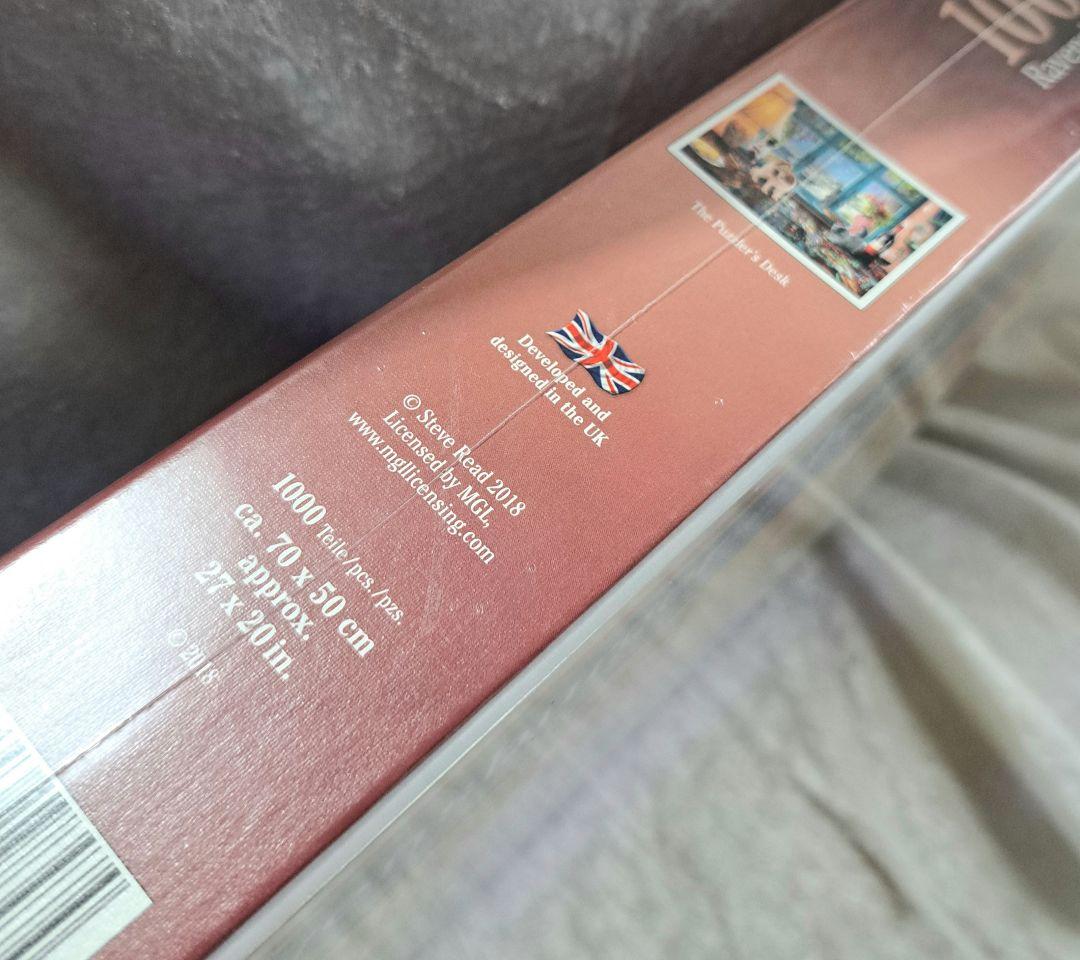 The Puzzler's Desk
Developed and
designed in the UK
© Steve Read 2018
Licensed by MGL,
www.mgllicensing.com
1000 Teile/pcs./pzs.
ca. 70 x 50 cm
approx.
27 x 20 in.
© 2018